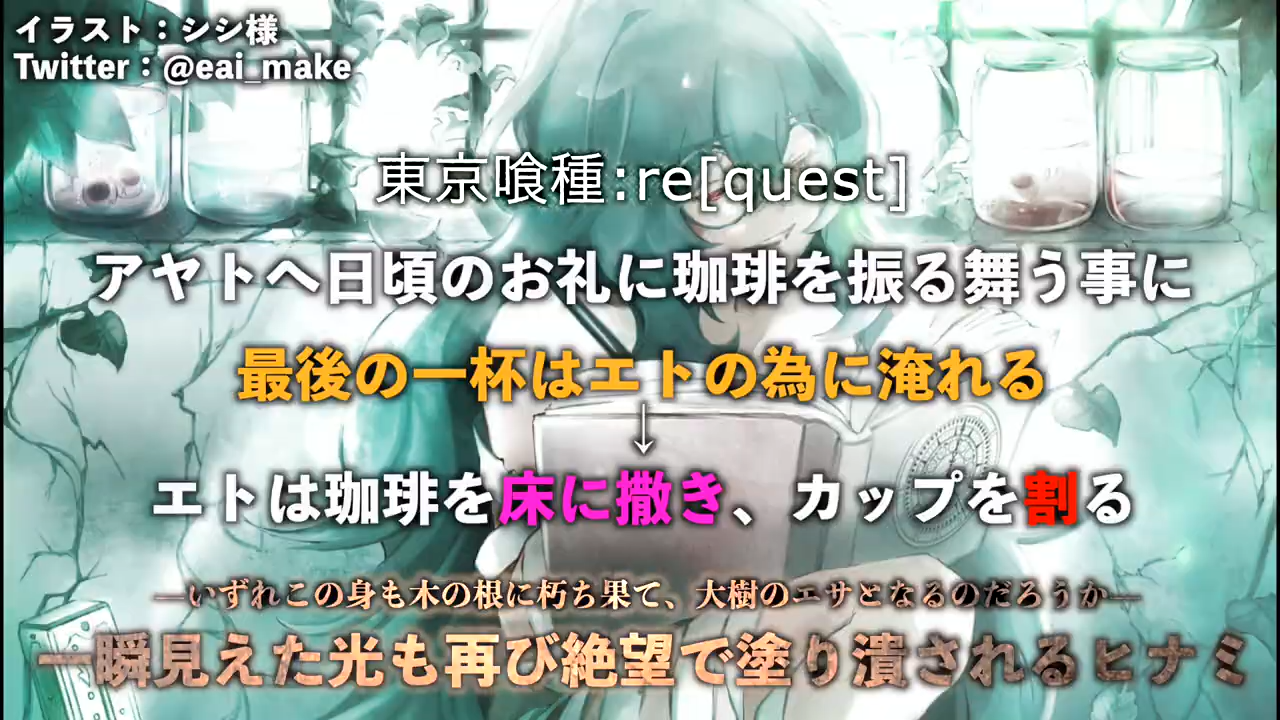 イラスト：シシ様
Twitter：@eai_make
東京喰種:re[quest]
アヤトへ日頃のお礼に珈琲を振る舞う事に
最後の一杯はエトの為に淹れる
↓
エトは珈琲を床に撒き、カップを割る
―いずれこの身も木の根に朽ち果て、大樹のエサとなるのだろうか―
一瞬見えた光も再び絶望で塗り潰されるヒナミ